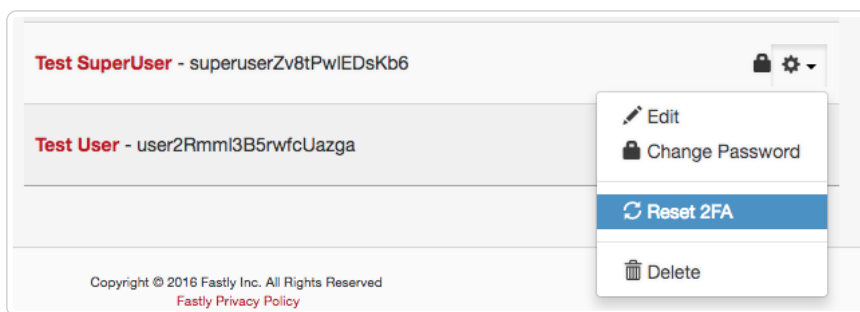 Test SuperUser - superuserZv8tPwlEDsKb6
Edit
Change Password
Test User - user2Rmml3B5rwfcUazga
Reset 2FA
Delete
Copyright © 2016 Fastly Inc. All Rights Reserved
Fastly Privacy Policy